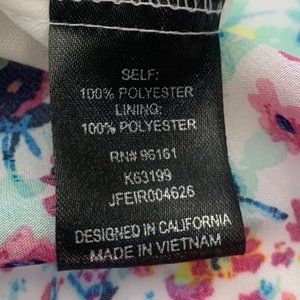 SELF:
100% POLYESTER
LINING:
100% POLYESTER
RN# 96161
K63199
JFEIR004626
DESIGNED IN CALIFORNIA
MADE IN VIETNAM